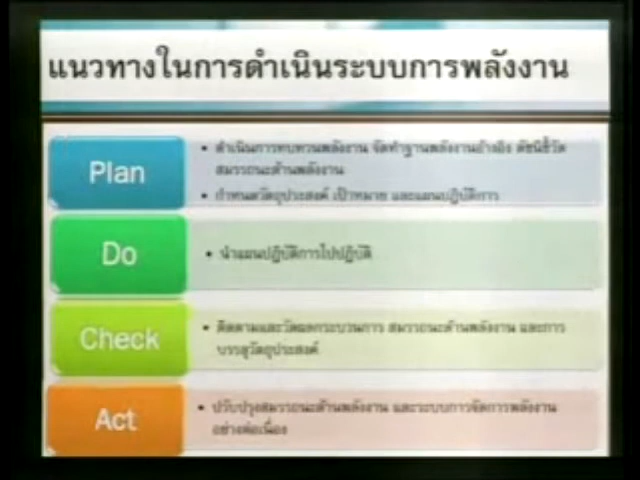 แนวทางในการดำเนินระบบการพลังงาน
Plan
• ดำเนินการทบทวนพลังงาน จัดทำฐานพลังงานอ้างอิง ดัชนีชี้วัด
สมรรถนะด้านพลังงาน
• กำหนดวัตถุประสงค์ เป้าหมาย และแผนปฏิบัติการ
Do
• นำแผนปฏิบัติการไปปฏิบัติ
Check
• ติดตามและวัดผลกระบวนการ สมรรถนะด้านพลังงาน และการ
บรรลุวัตถุประสงค์
Act
• ปรับปรุงสมรรถนะด้านพลังงาน และระบบการจัดการพลังงาน
อย่างต่อเนื่อง